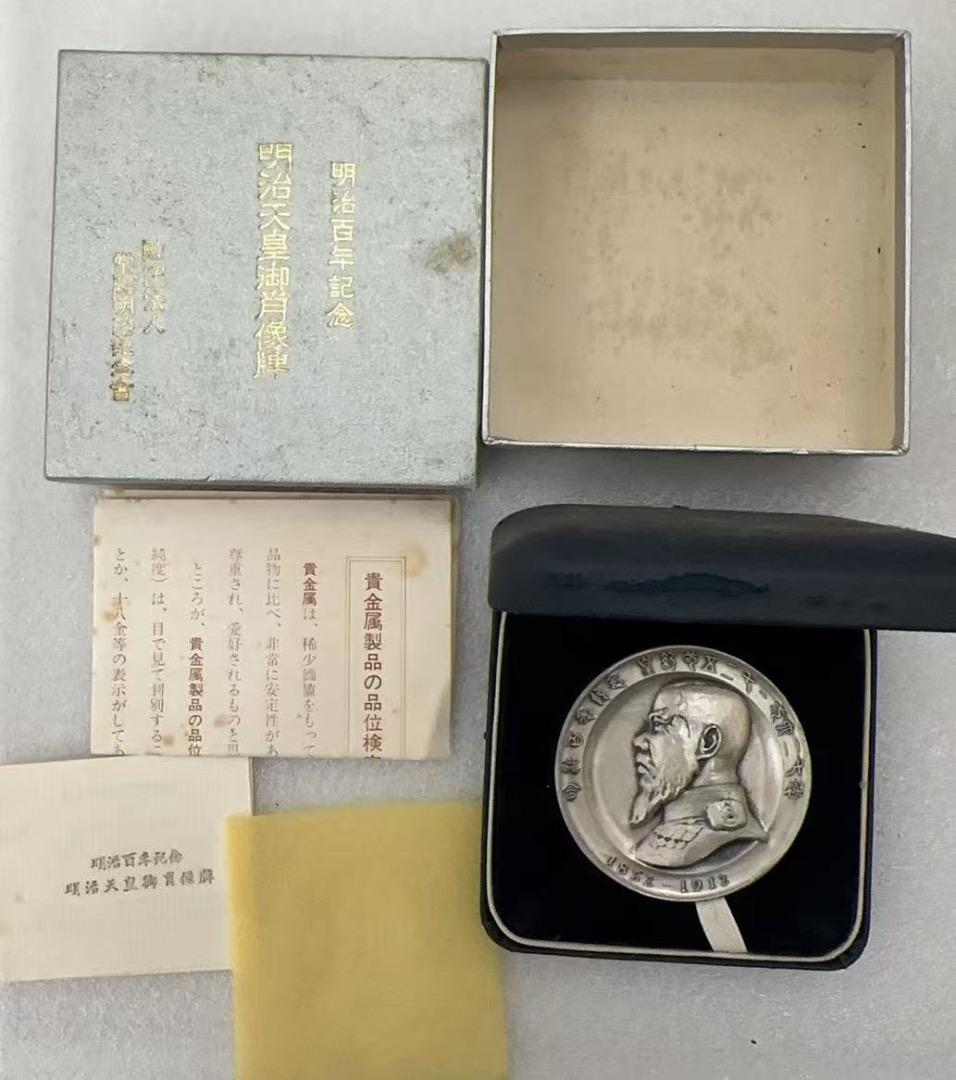 明治百年記念
明治天皇御肖像牌
財団法人
貴金属製品の品位検
貴金属は、稀少価値をもって
品物に比べ、非常に安定性があ
尊重され、愛好されるものと思
ところが、貴金属製品の品位
純度)は、目で見て判別するこ
とか、十八金等の表示がしてあ
明治百年記念
明治天皇御肖像牌
1852-1912